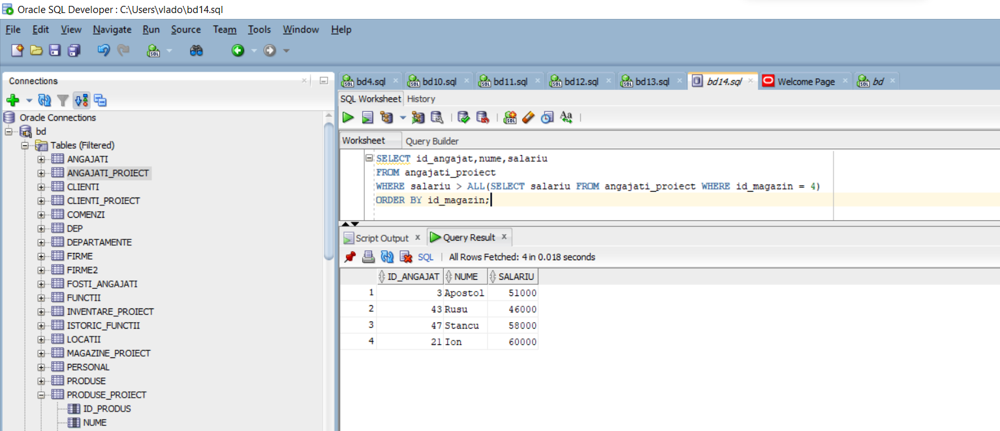 Oracle SQL Developer : C:\Users\vlado\bd14.sql
File Edit View Navigate Run Source Team Tools Window Help
Connections
Oracle Connections
bd
Tables (Filtered)
ANGAJATI
ANGAJATI_PROIECT
CLIENTI
CLIENTI_PROIECT
COMENZI
DEP
DEPARTAMENTE
FIRME
FIRME2
FOSTI_ANGAJATI
FUNCTII
INVENTARE_PROIECT
ISTORIC_FUNCTII
LOCATII
MAGAZINE_PROIECT
PERSONAL
PRODUSE
PRODUSE_PROIECT
ID_PRODUS
NUME
bd4.sql bd10.sql bd11.sql bd12.sql bd13.sql bd14.sql Welcome Page bd
SQL Worksheet History
Worksheet Query Builder
SELECT id_angajat,nume,salariu
FROM angajati_proiect
WHERE salariu > ALL(SELECT salariu FROM angajati_proiect WHERE id_magazin = 4)
ORDER BY id_magazin;
Script Output Query Result
SQL All Rows Fetched: 4 in 0.018 seconds
ID_ANGAJAT NUME SALARIU
1 3 Apostol 51000
2 43 Rusu 46000
3 47 Stancu 58000
4 21 Ion 60000